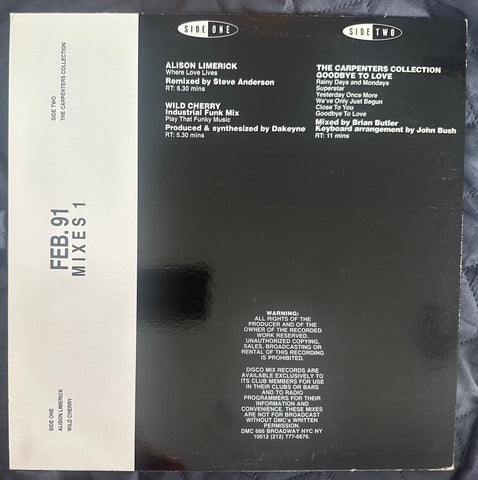 SIDE ONE
ALISON LIMERICK
Where Love Lives
Remixed by Steve Anderson
RT: 6.30 mins
WILD CHERRY
Industrial Funk Mix
Play That Funky Music
Produced & synthesized by Dakeyne
RT: 5.30 mins
SIDE TWO
THE CARPENTERS COLLECTION
GOODBYE TO LOVE
Rainy Days and Mondays
Superstar
Yesterday Once More
We've Only Just Begun
Close To You
Goodbye To Love
Mixed by Brian Butler
Keyboard arrangement by John Bush
RT: 11 mins
SIDE TWO
THE CARPENTERS COLLECTION
FEB. 91
MIXES 1
SIDE ONE
ALISON LIMERICK
WILD CHERRY
WARNING:
ALL RIGHTS OF THE
PRODUCER AND OF THE
OWNER OF THE RECORDED
WORK RESERVED.
UNAUTHORIZED COPYING,
SALES, BROADCASTING OR
RENTAL OF THIS RECORDING
IS PROHIBITED.
DISCO MIX RECORDS ARE
AVAILABLE EXCLUSIVELY TO
ITS CLUB MEMBERS FOR USE
IN THEIR CLUBS OR BARS
AND TO RADIO
PROGRAMMERS FOR THEIR
INFORMATION AND
CONVENIENCE. THESE MIXES
ARE NOT FOR BROADCAST
WITHOUT DMC's WRITTEN
PERMISSION.
DMC 666 BROADWAY NYC NY
10012 (212) 777-6676.